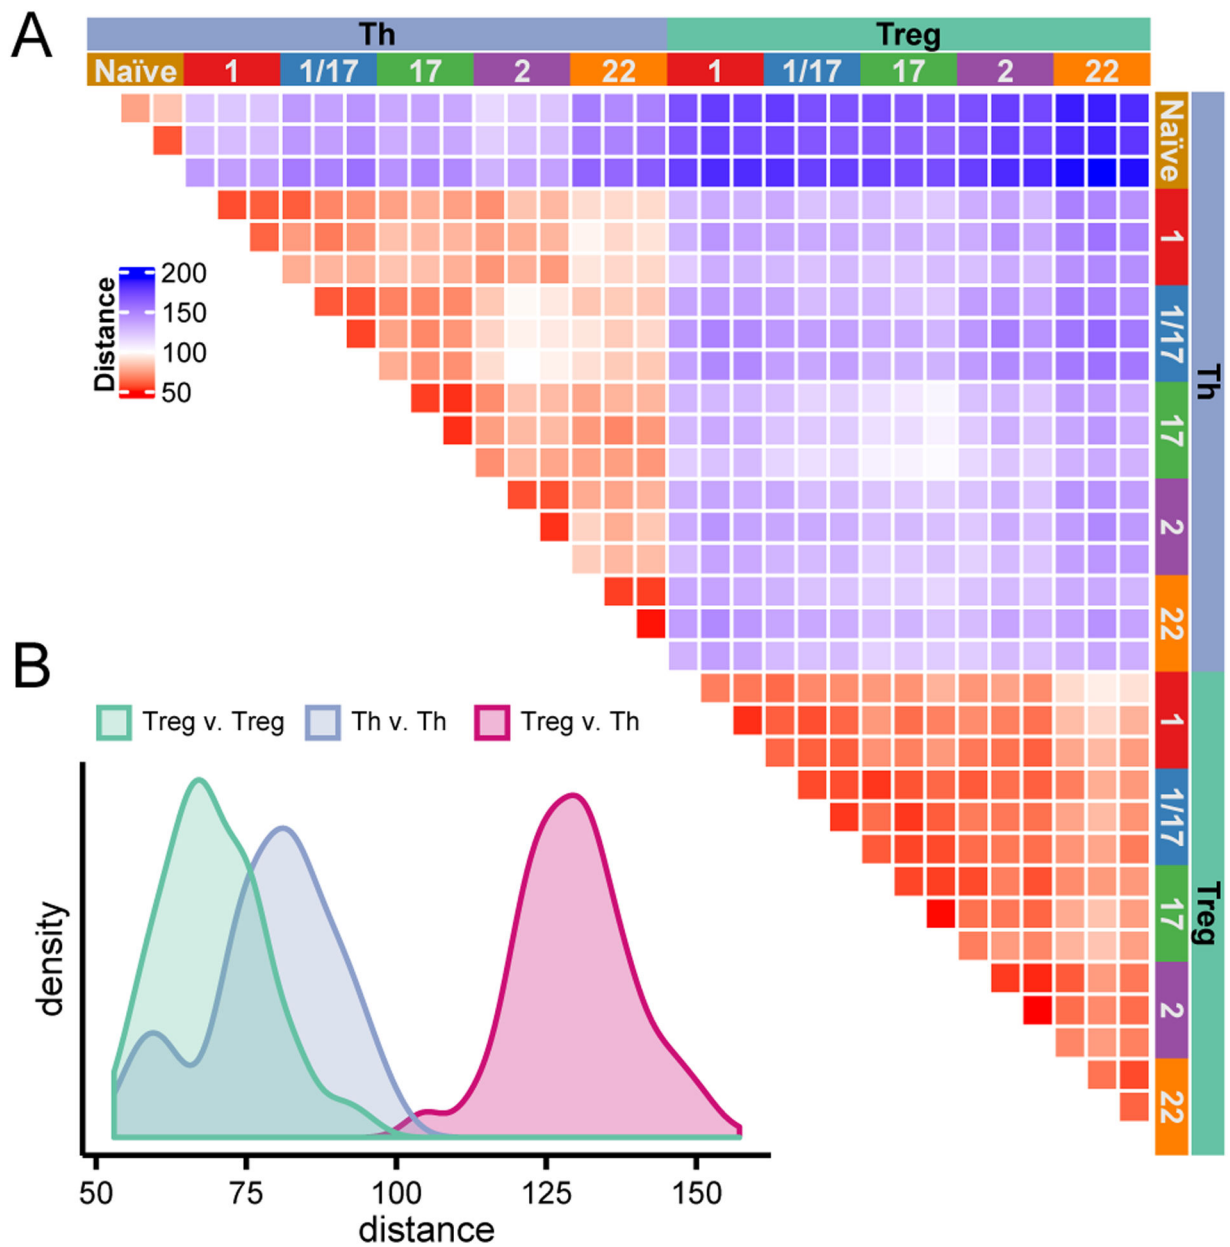 A
Th Treg
Naïve 1 1/17 17 2 22 1 1/17 17 2 22
Naïve
1
1/17
17
2
22
1
1/17
17
2
22
Th
Treg
Distance
200
150
100
50
B
Treg v. Treg Th v. Th Treg v. Th
density
50 75 100 125 150
distance